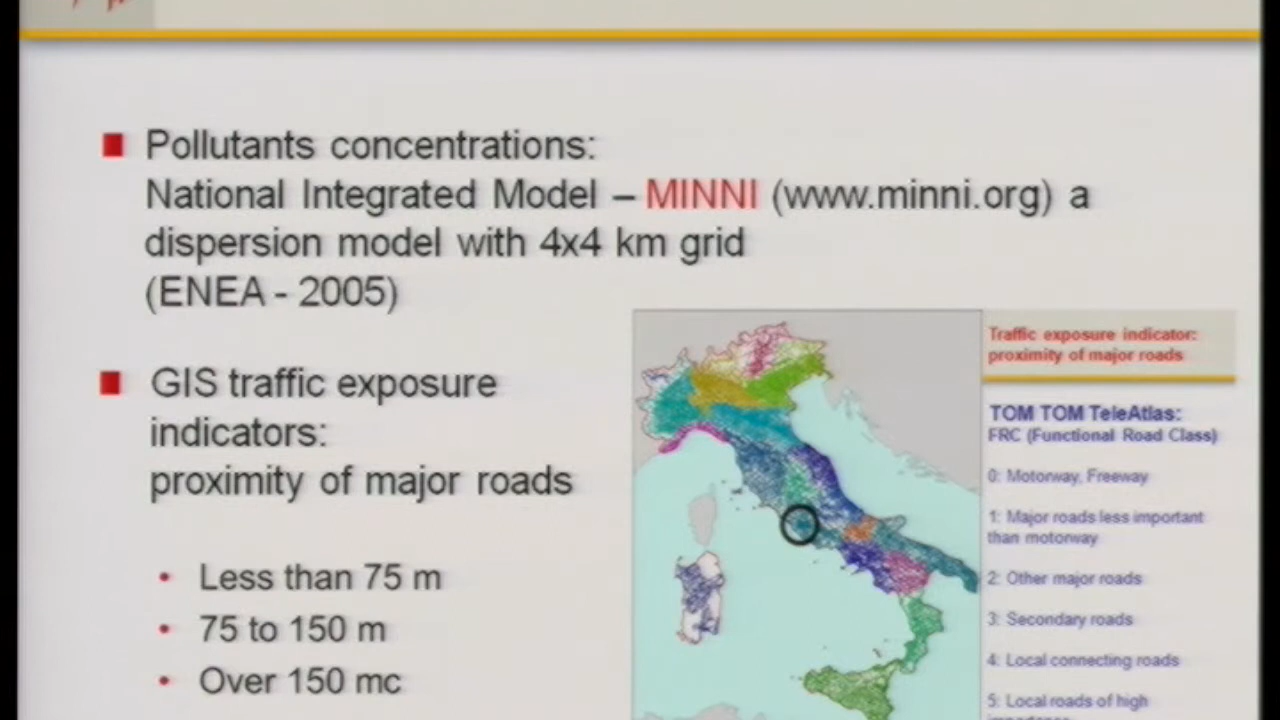 Pollutants concentrations:
National Integrated Model – MINNI (www.minni.org) a
dispersion model with 4x4 km grid
(ENEA - 2005)
GIS traffic exposure
indicators:
proximity of major roads
• Less than 75 m
• 75 to 150 m
• Over 150 mc
Traffic exposure indicator:
proximity of major roads
TOM TOM TeleAtlas:
FRC (Functional Road Class)
0: Motorway, Freeway
1: Major roads less important
than motorway
2: Other major roads
3: Secondary roads
4: Local connecting roads
5: Local roads of high